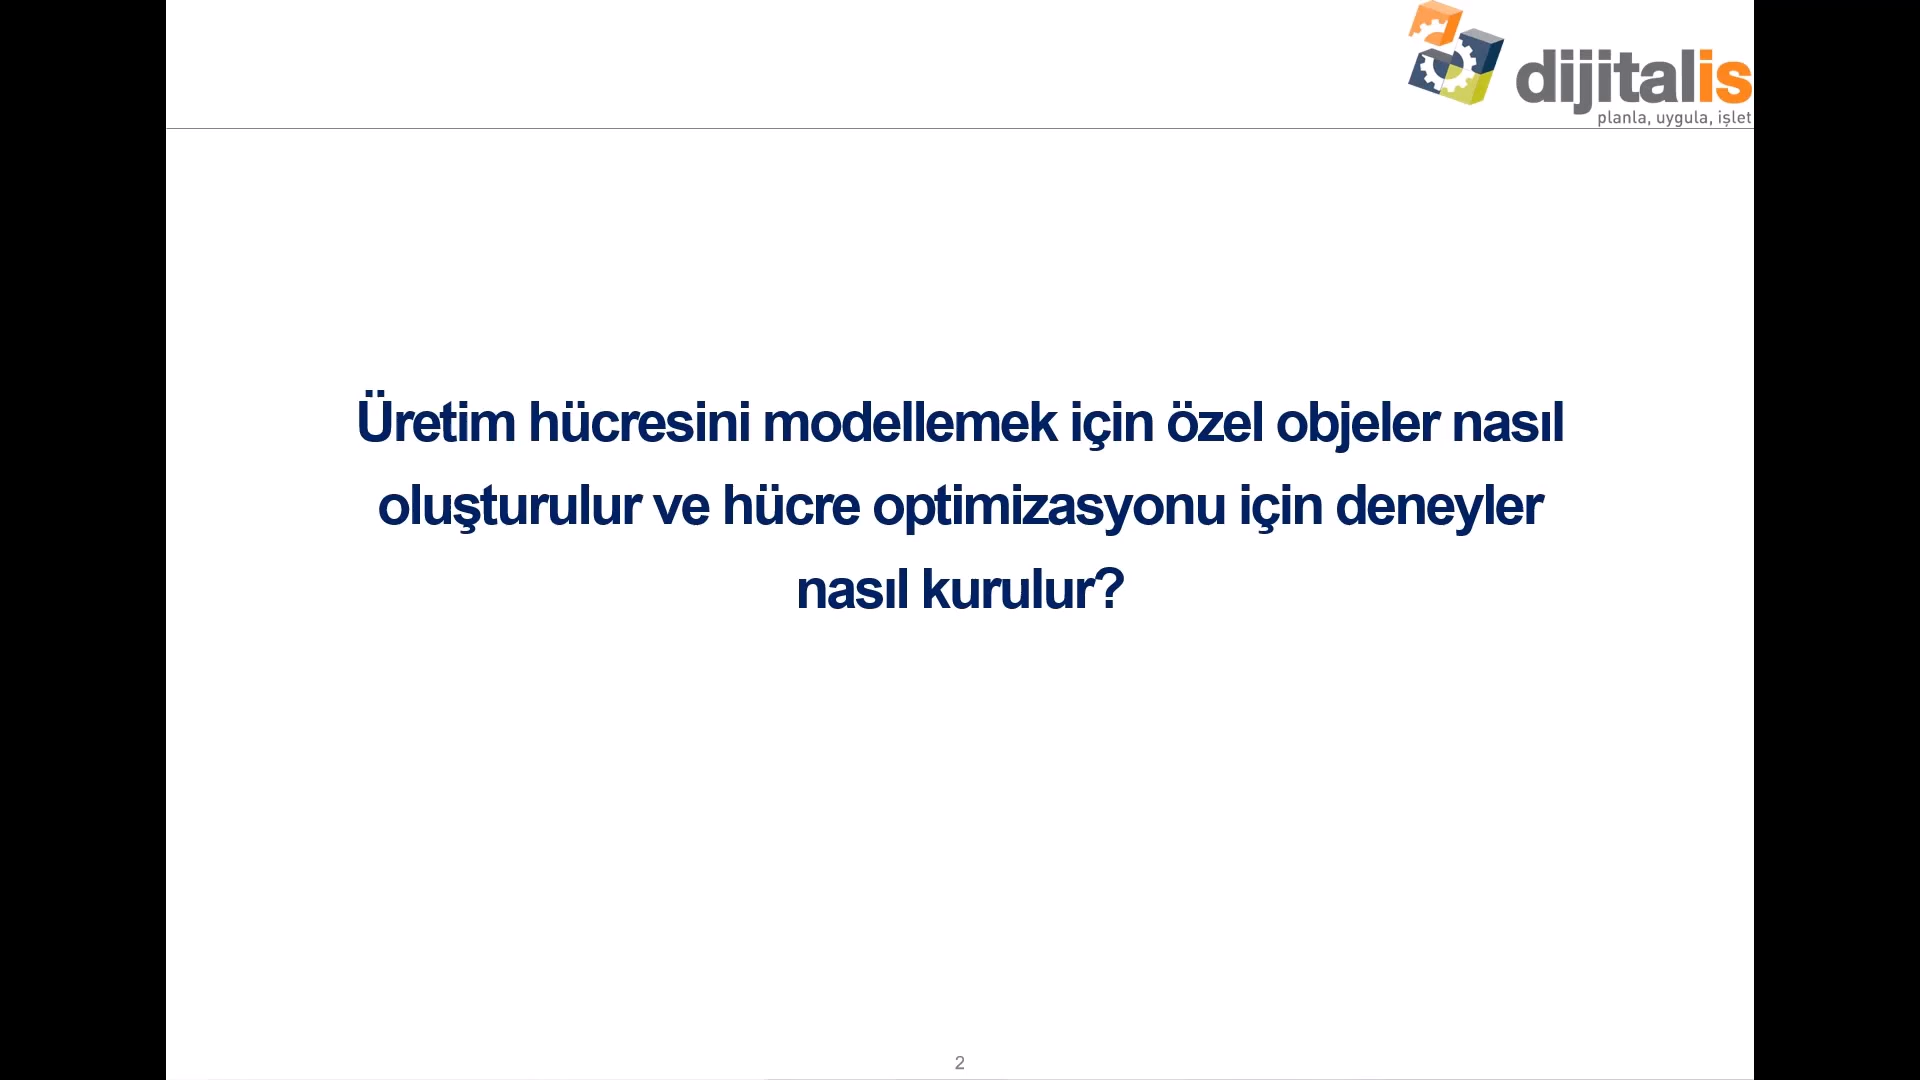 dijitalis
planla, uygula, işlet
Üretim hücresini modellemek için özel objeler nasıl
oluşturulur ve hücre optimizasyonu için deneyler
nasıl kurulur?
2